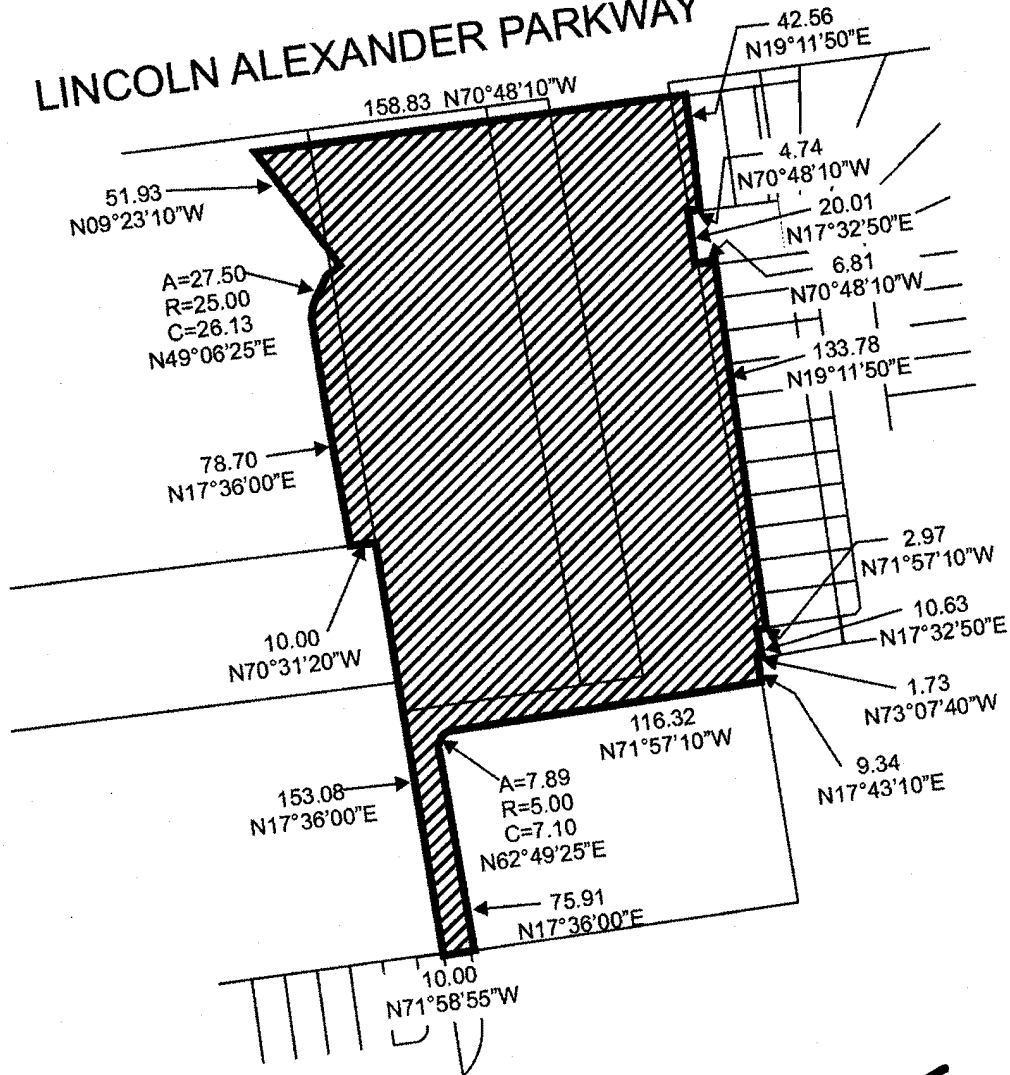 LINCOLN ALEXANDER PARKWAY
42.56
N19°11'50"E
158.83 N70°48'10"W
4.74
N70°48'10"W
51.93
N09°23'10"W
20.01
N17°32'50"E
6.81
N70°48'10"W
A=27.50
R=25.00
C=26.13
N49°06'25"E
133.78
N19°11'50"E
78.70
N17°36'00"E
2.97
N71°57'10"W
10.63
N17°32'50"E
10.00
N70°31'20"W
1.73
N73°07'40"W
116.32
N71°57'10"W
9.34
N17°43'10"E
153.08
N17°36'00"E
A=7.89
R=5.00
C=7.10
N62°49'25"E
75.91
N17°36'00"E
10.00
N71°58'55"W